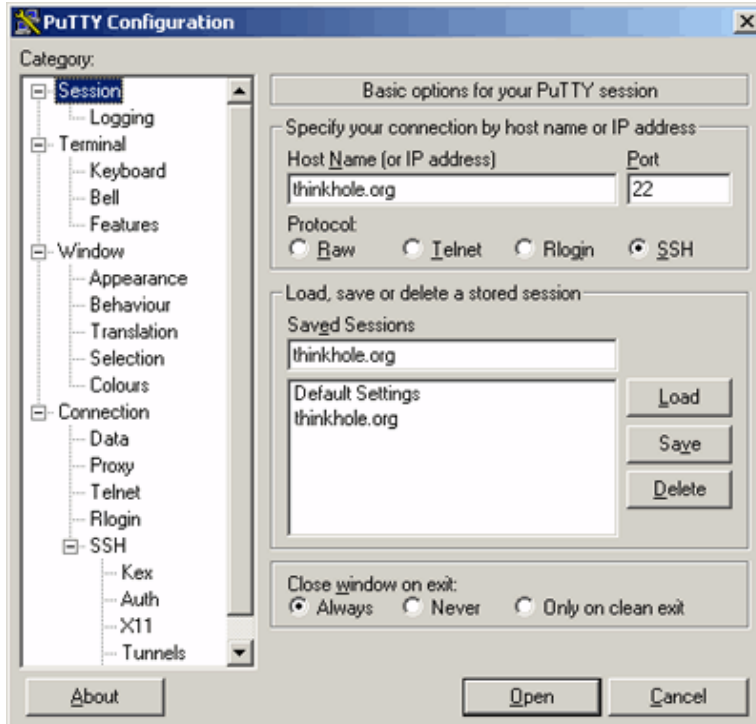 PuTTY Configuration
Category:
Session
Logging
Terminal
Keyboard
Bell
Features
Window
Appearance
Behaviour
Translation
Selection
Colours
Connection
Data
Proxy
Telnet
Rlogin
SSH
Kex
Auth
X11
Tunnels
Basic options for your PuTTY session
Specify your connection by host name or IP address
Host Name (or IP address) Port
thinkhole.org 22
Protocol:
Raw Telnet Rlogin SSH
Load, save or delete a stored session
Saved Sessions
thinkhole.org
Default Settings
thinkhole.org
Load
Save
Delete
Close window on exit:
Always Never Only on clean exit
About Open Cancel